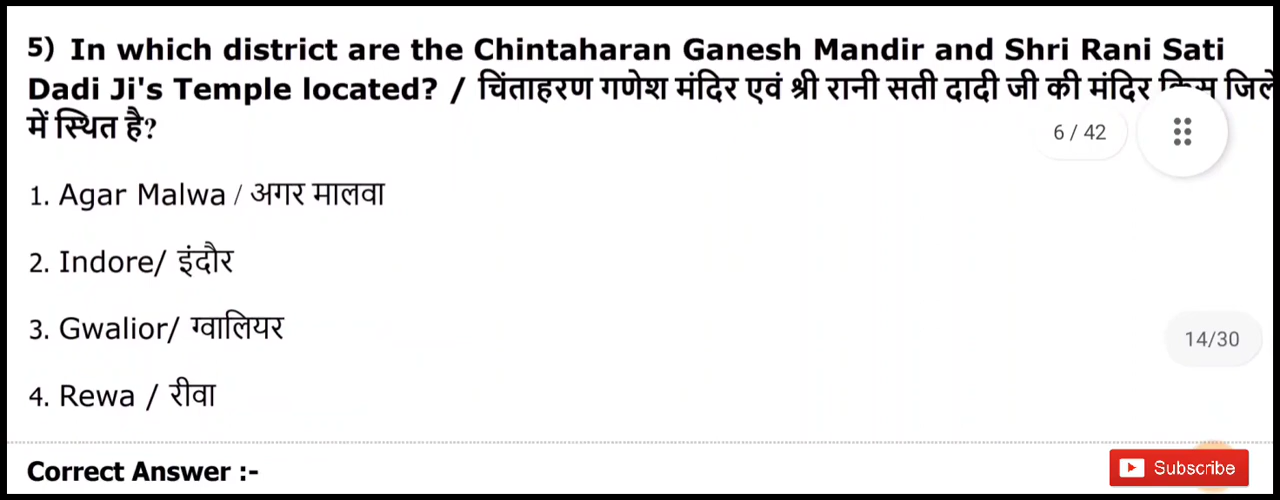 5) In which district are the Chintaharan Ganesh Mandir and Shri Rani Sati
Dadi Ji's Temple located? / चिंताहरण गणेश मंदिर एवं श्री रानी सती दादी जी की मंदिर किस जिले
में स्थित है?
6 / 42
1. Agar Malwa / अगर मालवा
2. Indore/ इंदौर
3. Gwalior/ ग्वालियर
14/30
4. Rewa / रीवा
Correct Answer :-
Subscribe